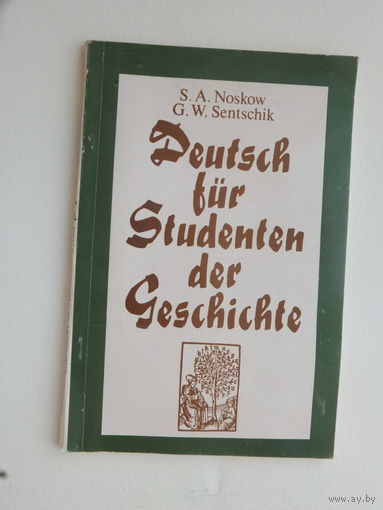 S. A. Noskow
G. W. Sentschik
Deutsch
für
Studenten
der
Geschichte
www.ay.by